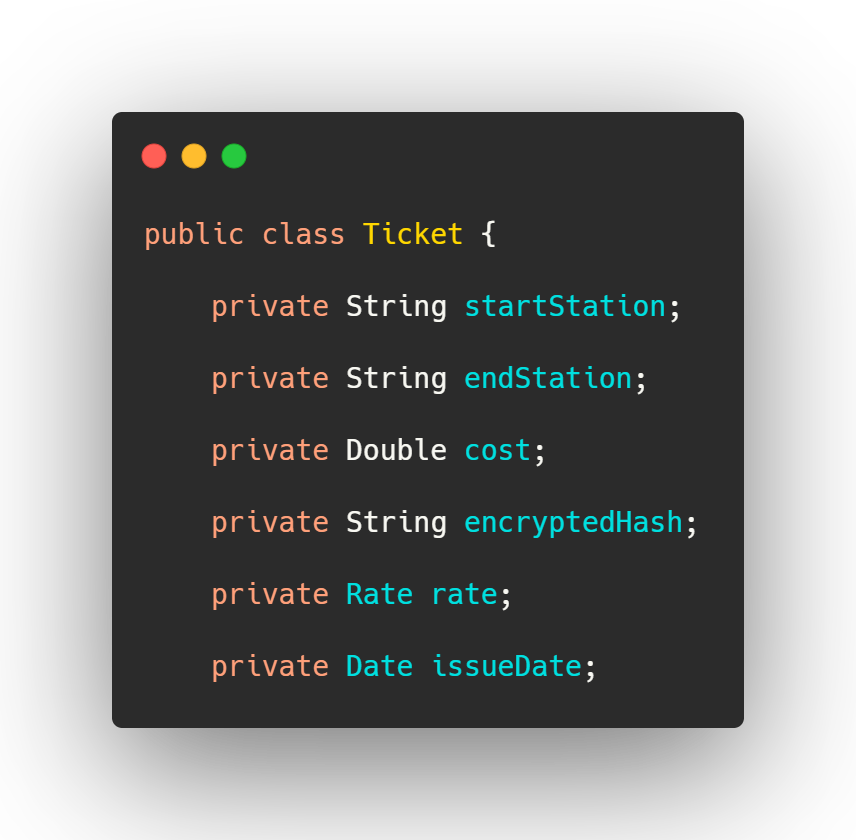 public class Ticket {
private String startStation;
private String endStation;
private Double cost;
private String encryptedHash;
private Rate rate;
private Date issueDate;